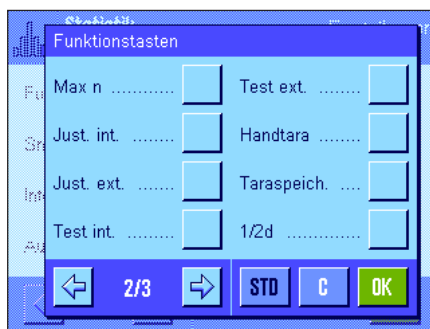 Statistik
Funktionstasten
Max n ............
Test ext. ........
Just. int. ........
Handtara ........
Just. ext. ........
Taraspeich. ....
Test int. ..........
1/2d ..............
2/3
STD
C
OK